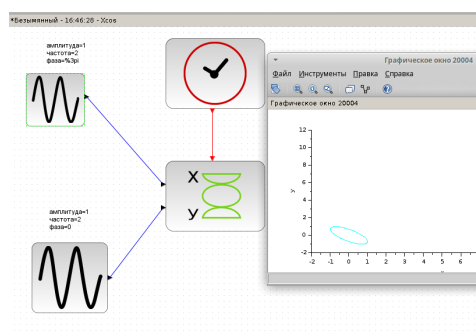 *Безымянный - 16:46:28 - Xcos
амплитуда=1
частота=2
фаза=%3pi
X
y
амплитуда=1
частота=2
фаза=0
Графическое окно 20004
Файл Инструменты Правка Справка
Графическое окно 20004
12
10
8
6
4
2
0
-2
y
-2 -1 0 1 2 3 4 5 6